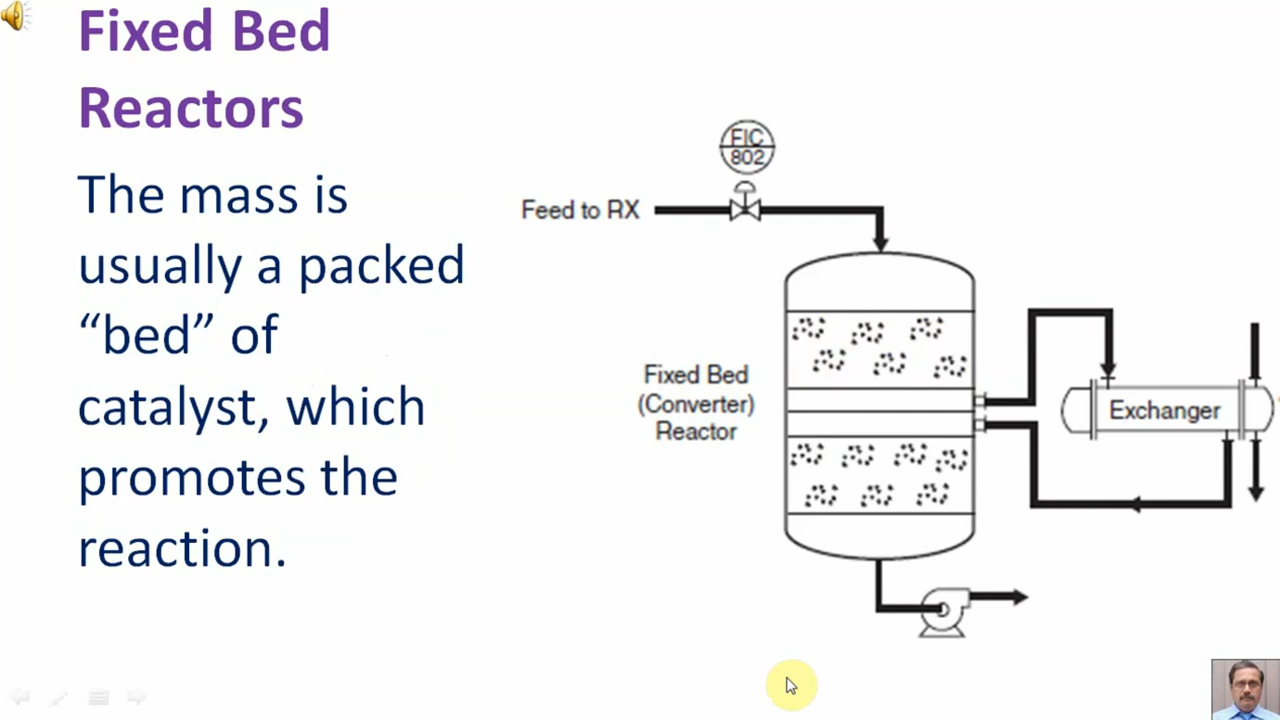 Fixed Bed
Reactors
The mass is
usually a packed
“bed” of
catalyst, which
promotes the
reaction.
FIC
802
Feed to RX
Fixed Bed
(Converter)
Reactor
Exchanger